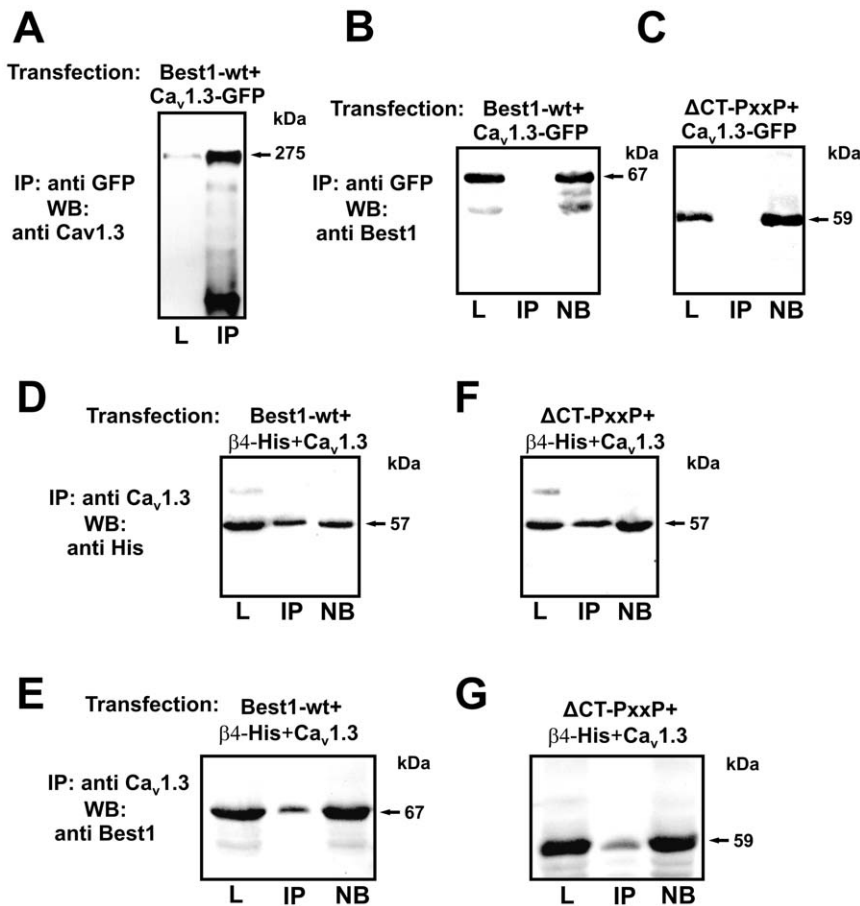 A
Transfection: Best1-wt+
Cav1.3-GFP
kDa
275
IP: anti GFP
WB:
anti Cav1.3
L IP
B
Transfection: Best1-wt+
Cav1.3-GFP
kDa
IP: anti GFP
WB:
anti Best1
67
L IP NB
C
ΔCT-PxxP+
Cav1.3-GFP
kDa
59
L IP NB
D
Transfection: Best1-wt+
β4-His+Cav1.3
kDa
IP: anti Cav1.3
WB:
anti His
57
L IP NB
F
ΔCT-PxxP+
β4-His+Cav1.3
kDa
57
L IP NB
E
Transfection: Best1-wt+
β4-His+Cav1.3
kDa
IP: anti Cav1.3
WB:
anti Best1
67
L IP NB
G
ΔCT-PxxP+
β4-His+Cav1.3
kDa
59
L IP NB